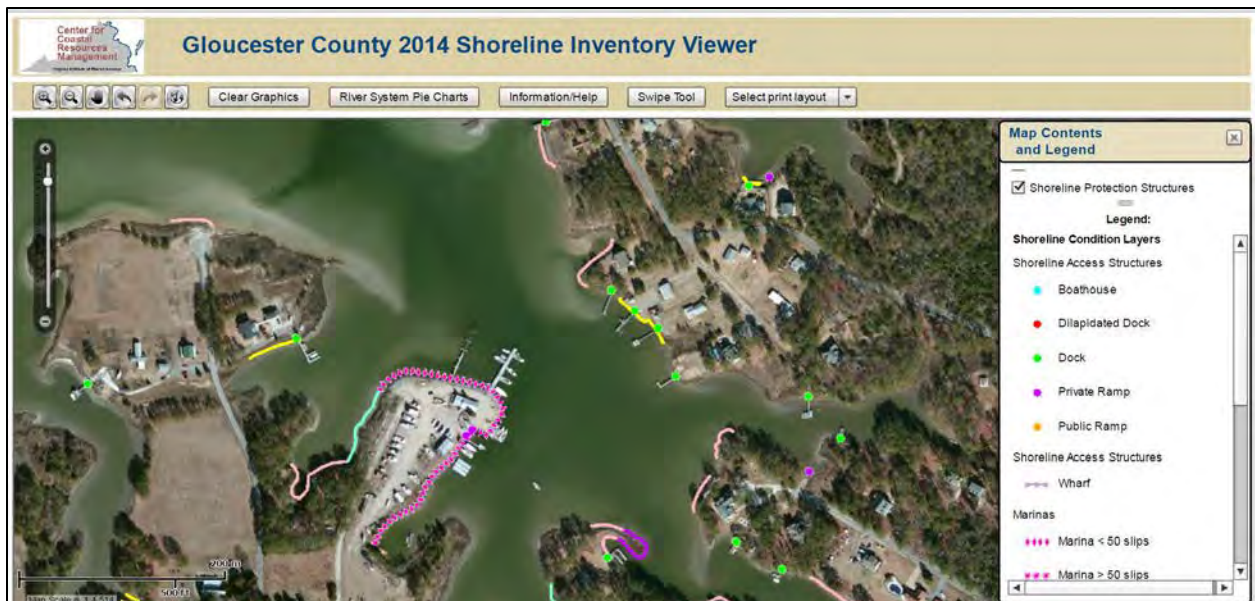 Center for
Coastal
Resources
Management
Gloucester County 2014 Shoreline Inventory Viewer
Clear Graphics
River System Pie Charts
Information/Help
Swipe Tool
Select print layout
Map Contents
and Legend
Shoreline Protection Structures
Legend:
Shoreline Condition Layers
Shoreline Access Structures
Boathouse
Dilapidated Dock
Dock
Private Ramp
Public Ramp
Shoreline Access Structures
Wharf
Marinas
Marina < 50 slips
Marina > 50 slips
200 m
500 ft